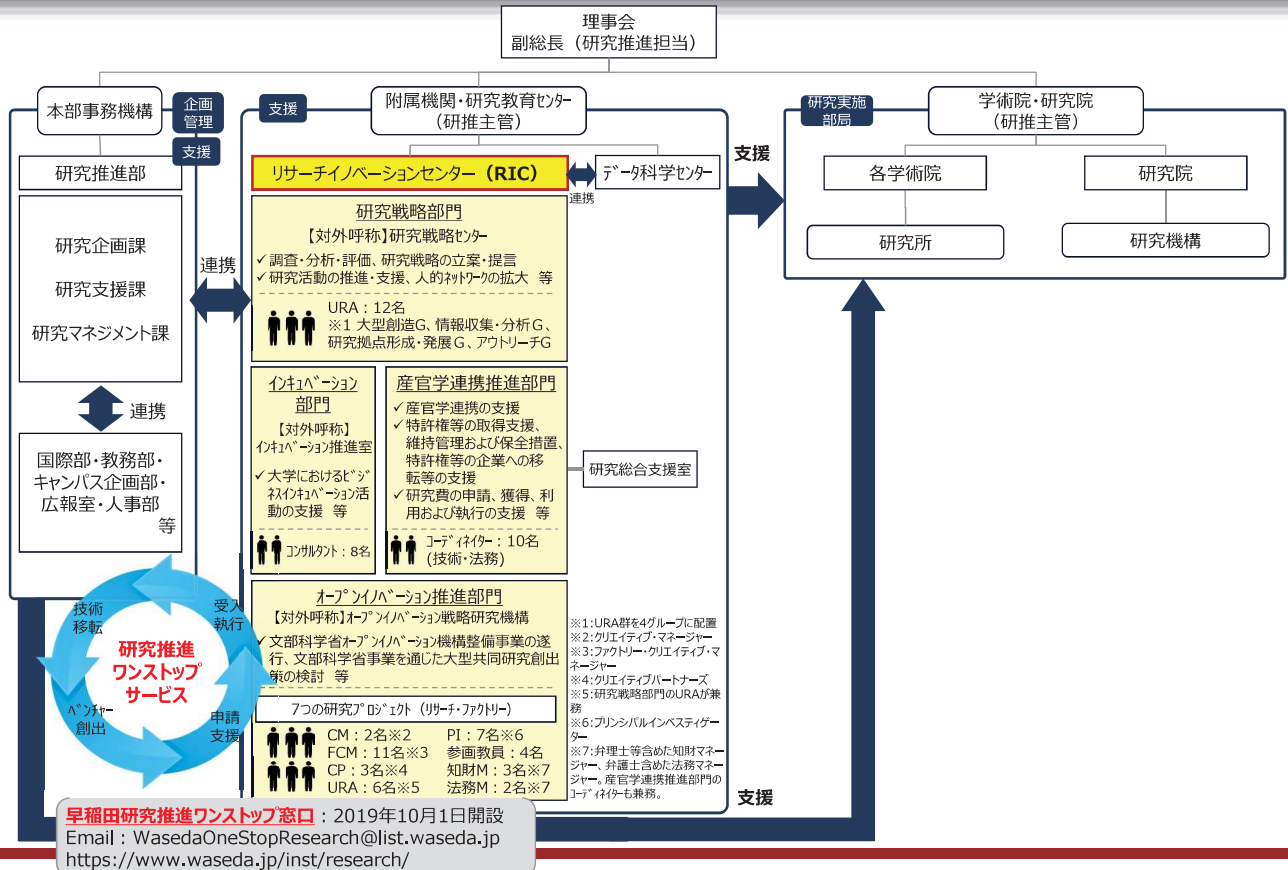 理事会
副総長（研究推進担当）
本部事務機構
企画
管理
支援
研究推進部
研究企画課
研究支援課
研究マネジメント課
連携
国際部・教務部・
キャンパス企画部・
広報室・人事部
等
連携
支援
附属機関・研究教育ｾﾝﾀｰ
（研推主管）
リサーチイノベーションセンター（RIC）
連携
ﾃﾞｰﾀ科学ｾﾝﾀｰ
研究戦略部門
【対外呼称】研究戦略ｾﾝﾀｰ
✓調査・分析・評価、研究戦略の立案・提言
✓研究活動の推進・支援、人的ﾈｯﾄﾜｰｸの拡大 等
URA：12名
※1 大型創造G、情報収集・分析G、
研究拠点形成・発展G、アウトリーチG
ｲﾝｷｭﾍﾞｰｼｮﾝ
部門
【対外呼称】
ｲﾝｷｭﾍﾞｰｼｮﾝ推進室
✓大学におけるﾋﾞｼﾞ
ﾈｽｲﾝｷｭﾍﾞｰｼｮﾝ活
動の支援 等
ｺﾝｻﾙﾀﾝﾄ：8名
産官学連携推進部門
✓産官学連携の支援
✓特許権等の取得支援、
維持管理および保全措置、
特許権等の企業への移
転等の支援
✓研究費の申請、獲得、利
用および執行の支援 等
ｺｰﾃﾞｨﾈｲﾀｰ：10名
(技術・法務)
研究総合支援室
ｵｰﾌﾟﾝｲﾉﾍﾞｰｼｮﾝ推進部門
【対外呼称】ｵｰﾌﾟﾝｲﾉﾍﾞｰｼｮﾝ戦略研究機構
✓文部科学省ｵｰﾌﾟﾝｲﾉﾍﾞｰｼｮﾝ機構整備事業の遂
行、文部科学省事業を通じた大型共同研究創出
策の検討 等
7つの研究ﾌﾟﾛｼﾞｪｸﾄ（ﾘｻｰﾁ・ﾌｧｸﾄﾘｰ）
CM：2名※2 PI：7名※6
FCM：11名※3 参画教員：4名
CP：3名※4 知財M：3名※7
URA：6名※5 法務M：2名※7
※1:URA群を4グループに配置
※2:クリエイティブ・マネージャー
※3:ファクトリー・クリエイティブ・マ
ネージャー
※4:クリエイティブパートナーズ
※5:研究戦略部門のURAが兼
務
※6:プリンシパルインベスティゲー
ター
※7:弁理士等含めた知財マネー
ジャー、弁護士含めた法務マネー
ジャー。産官学連携推進部門の
ｺｰﾃﾞｨﾈｲﾀｰも兼務。
支援
研究実施
部局
学術院・研究院
（研推主管）
各学術院
研究院
研究所
研究機構
支援
技術
移転
受入
執行
ﾍﾞﾝﾁｬｰ
創出
申請
支援
研究推進
ワンストップ
サービス
早稲田研究推進ワンストップ窓口：2019年10月1日開設
Email：WasedaOneStopResearch@list.waseda.jp
https://www.waseda.jp/inst/research/